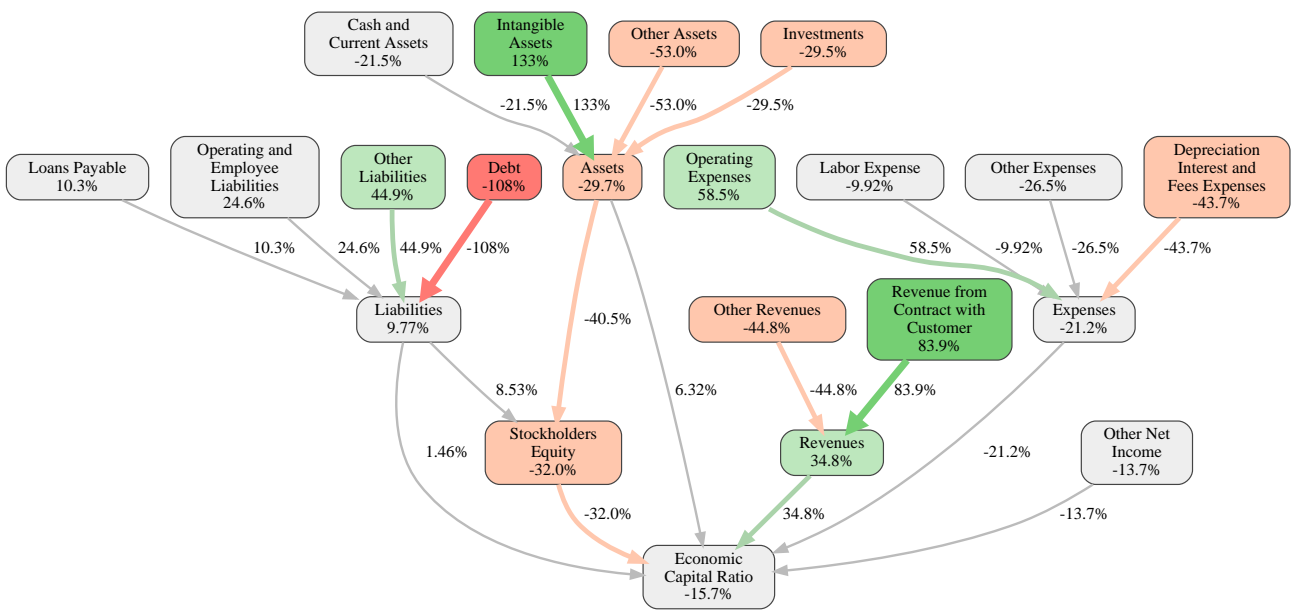 Cash and
Current Assets
-21.5%
Intangible
Assets
133%
Other Assets
-53.0%
Investments
-29.5%
-21.5%
133%
-53.0%
-29.5%
Loans Payable
10.3%
Operating and
Employee
Liabilities
24.6%
Other
Liabilities
44.9%
Debt
-108%
Assets
-29.7%
Operating
Expenses
58.5%
Labor Expense
-9.92%
Other Expenses
-26.5%
Depreciation
Interest and
Fees Expenses
-43.7%
10.3%
24.6%
44.9%
-108%
58.5%
-9.92%
-26.5%
-43.7%
Liabilities
9.77%
-40.5%
Other Revenues
-44.8%
Revenue from
Contract with
Customer
83.9%
Expenses
-21.2%
8.53%
6.32%
-44.8%
83.9%
1.46%
Stockholders
Equity
-32.0%
Revenues
34.8%
-21.2%
Other Net
Income
-13.7%
-32.0%
34.8%
-13.7%
Economic
Capital Ratio
-15.7%